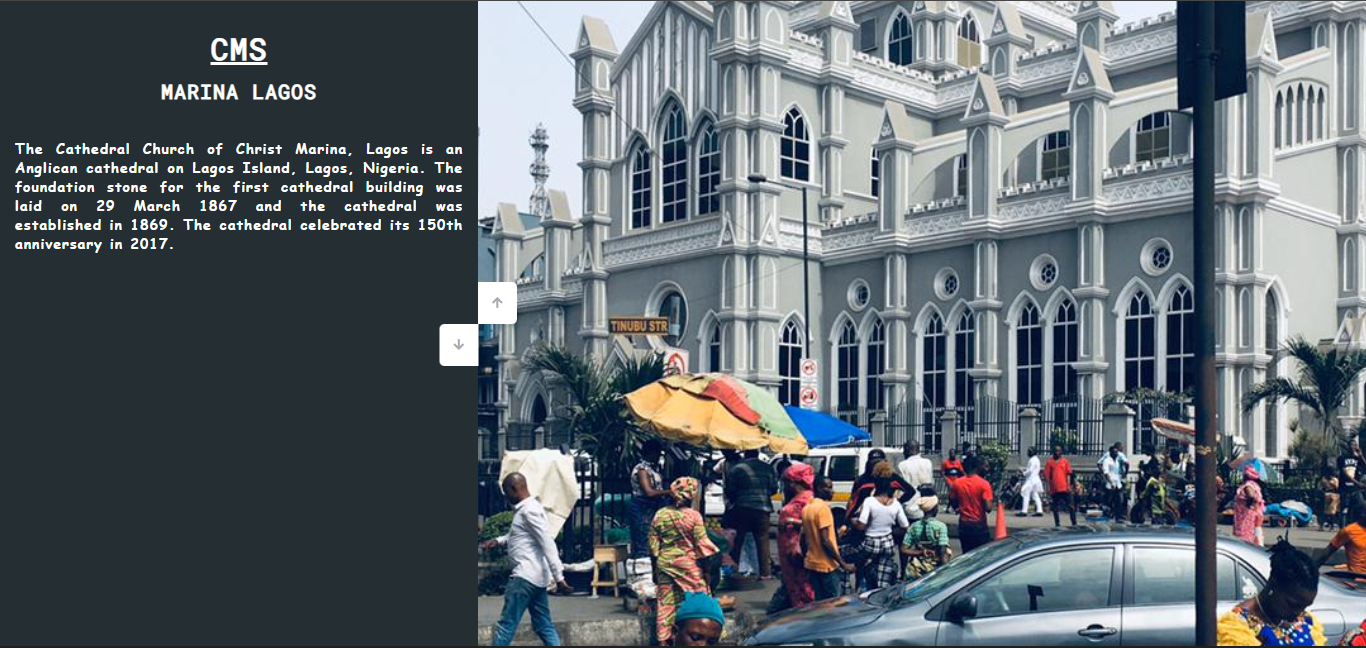 CMS
MARINA LAGOS
The Cathedral Church of Christ Marina, Lagos is an
Anglican cathedral on Lagos Island, Lagos, Nigeria. The
foundation stone for the first cathedral building was
laid on 29 March 1867 and the cathedral was
established in 1869. The cathedral celebrated its 150th
anniversary in 2017.
TINUBU STR